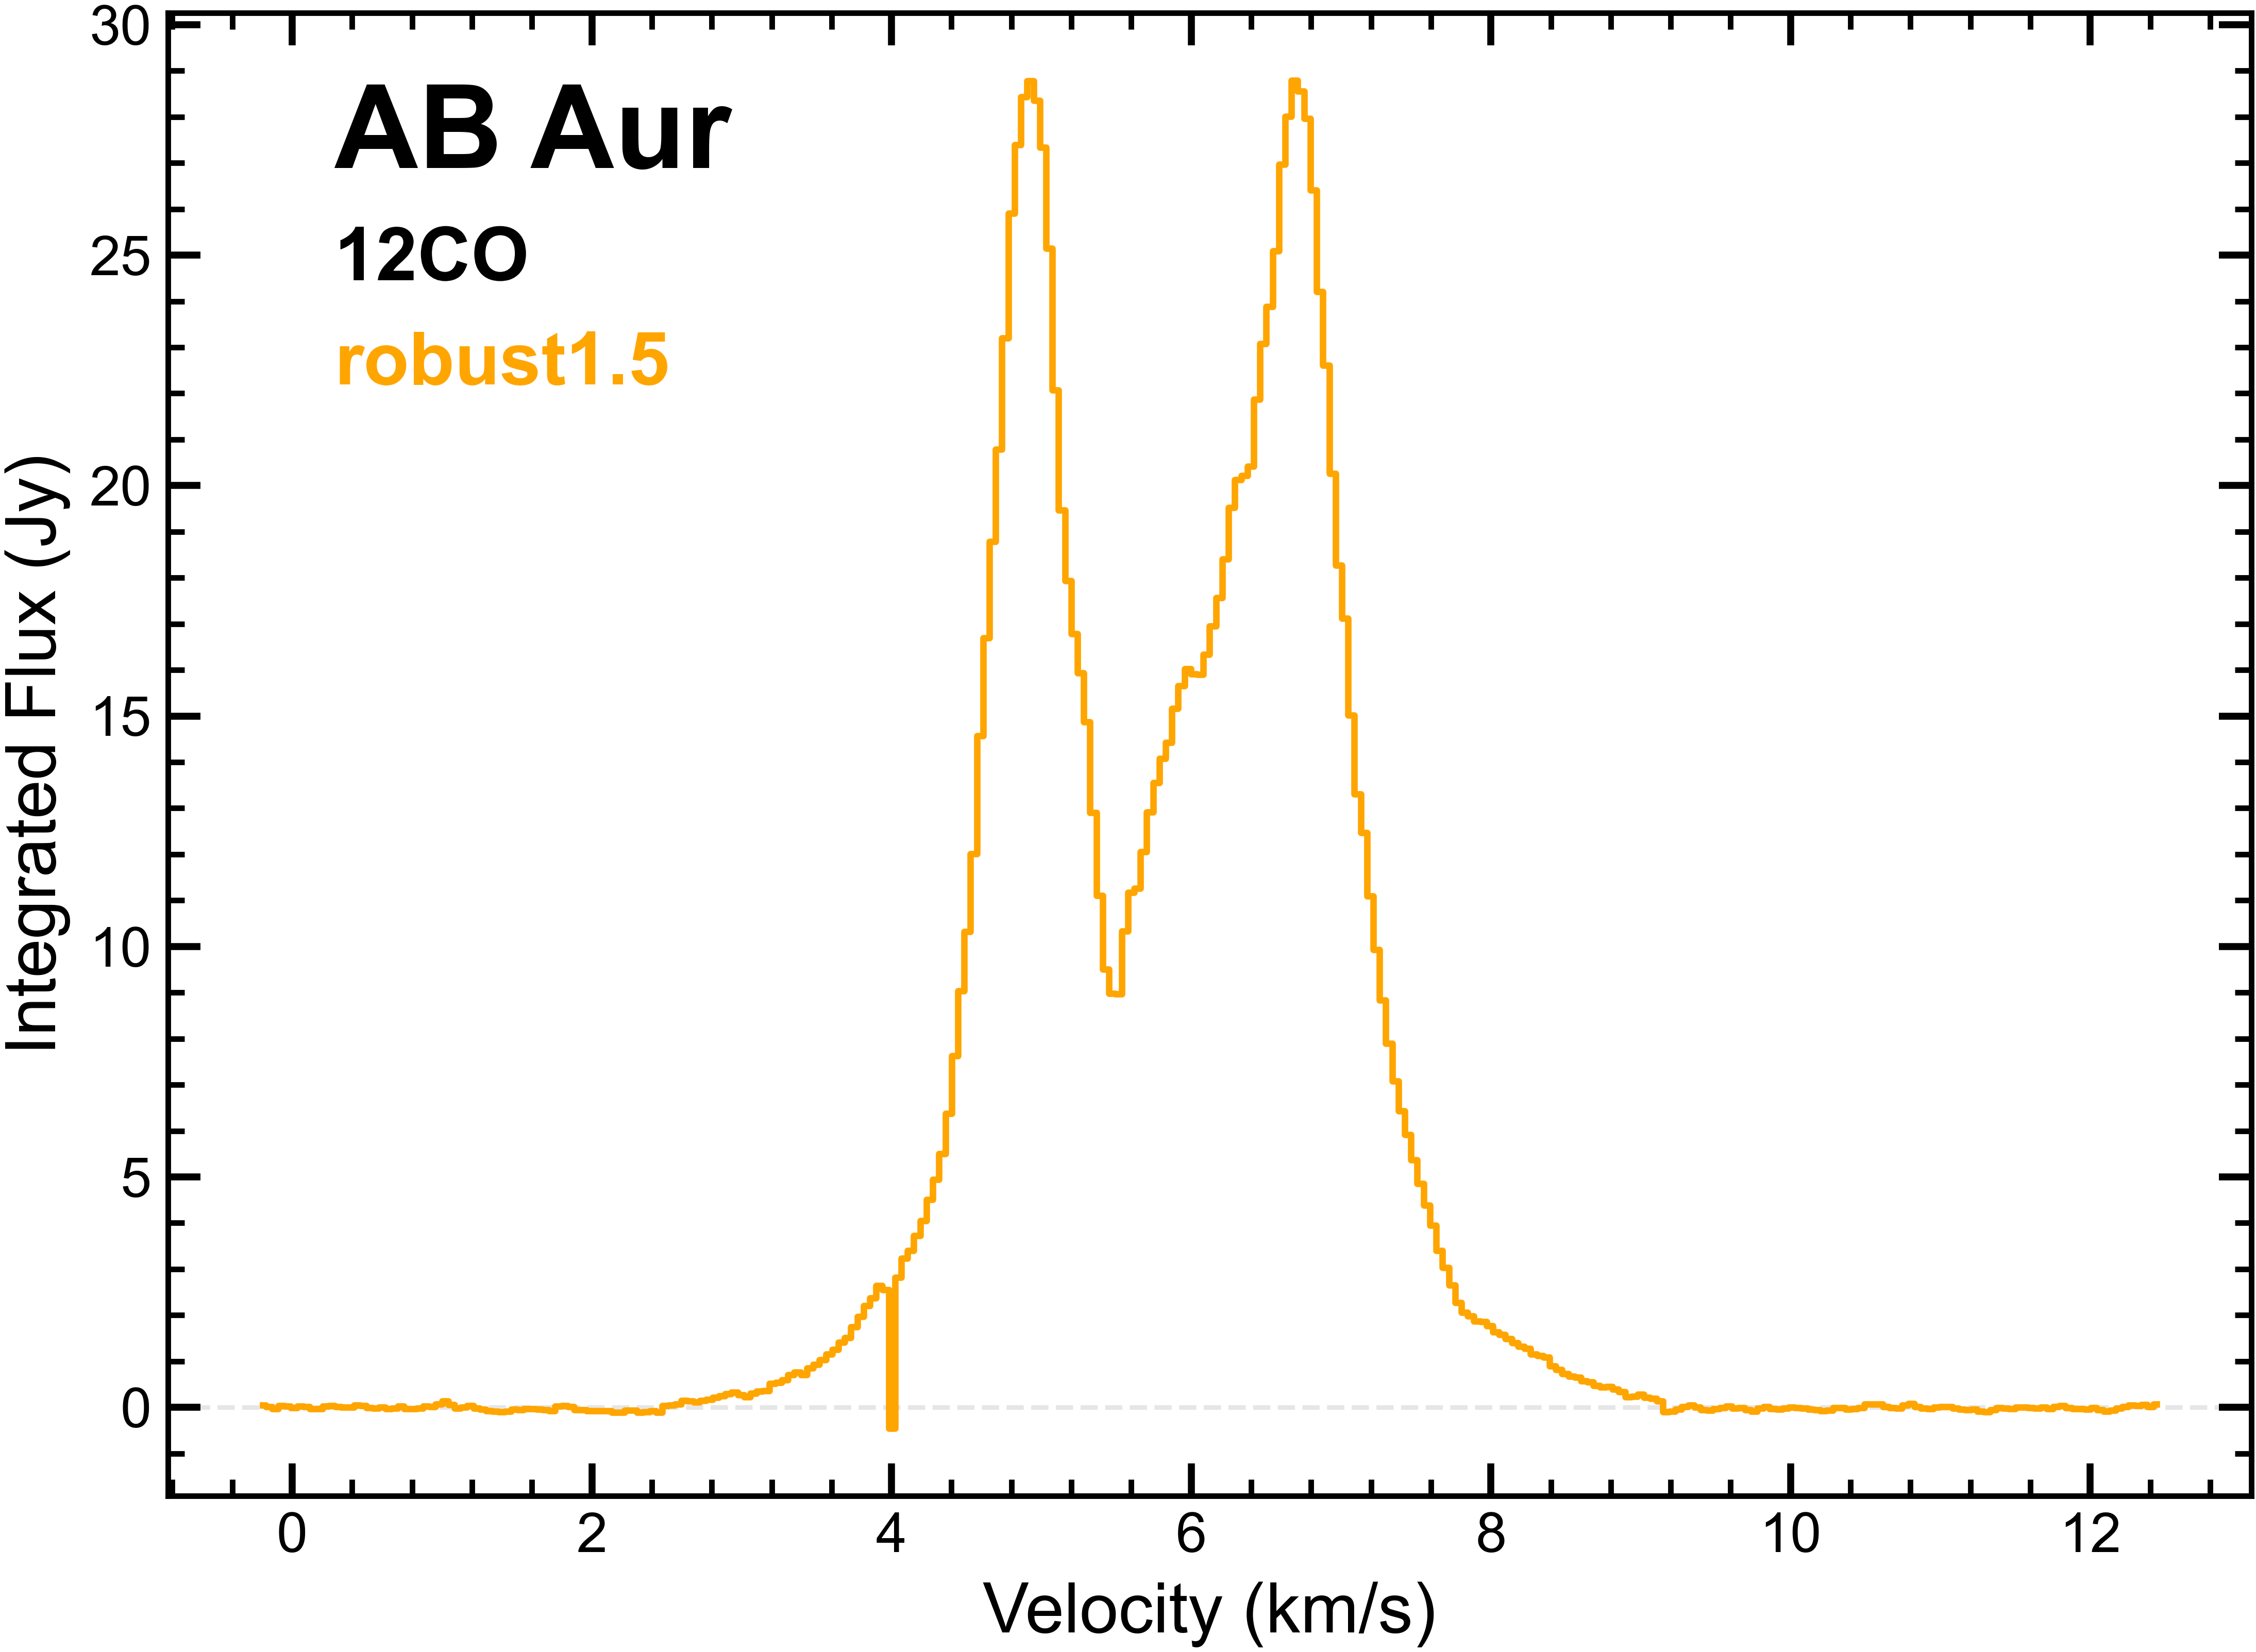 AB Aur
12CO
robust1.5
Integrated Flux (Jy)
30
25
20
15
10
5
0
0 2 4 6 8 10 12
Velocity (km/s)